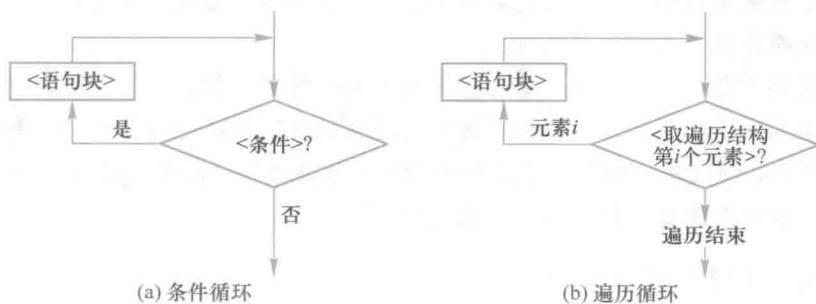 <语句块>
是
<条件>?
否
(a) 条件循环
<语句块>
元素i
<取遍历结构
第i个元素>?
遍历结束
(b) 遍历循环